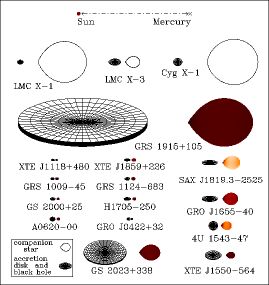 Sun Mercury
LMC X-1
LMC X-3
Cyg X-1
GRS 1915+105
XTE J1118+480 XTE J1859+226
GRS 1009-45 GRS 1124-683
SAX J1819.3-2525
GS 2000+25 H1705-250
GRO J1655-40
A0620-00 GRO J0422+32
4U 1543-47
companion
star
accretion
disk and
black hole
GS 2023+338
XTE J1550-564